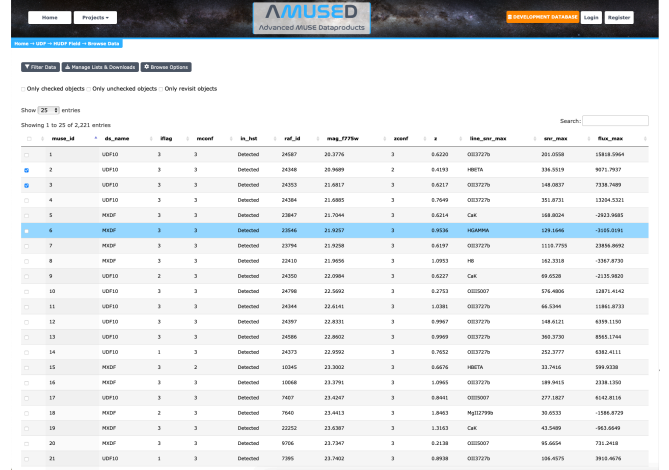 Home
Projects
AMUSED
Advanced MUSE Dataproducts
DEVELOPMENT DATABASE
Login
Register
Home → UDF → HUDF Field → Browse Data
Filter Data
Manage Lists & Downloads
Browse Options
Only checked objects Only unchecked objects Only revisit objects
Show 25 entries
Search:
Showing 1 to 25 of 2,221 entries
muse_id ds_name iflag mconf in_hst raf_id mag_f775w zconf z line_snr_max snr_max flux_max
1 UDF10 3 3 Detected 24587 20.3776 3 0.6220 OII3727b 201.0558 15818.5964
2 UDF10 3 3 Detected 24348 20.9689 2 0.4193 HBETA 336.5519 9071.7937
3 UDF10 3 3 Detected 24353 21.6817 3 0.6217 OII3727b 148.0837 7338.7489
4 UDF10 3 3 Detected 24384 21.6885 3 0.7649 OII3727b 351.8731 13204.5321
5 MXDF 3 3 Detected 23847 21.7044 3 0.6214 CaK 168.8024 -2923.9685
6 MXDF 3 3 Detected 23546 21.9257 3 0.9536 HGAMMA 129.1646 -3105.0191
7 MXDF 3 3 Detected 23794 21.9258 3 0.6197 OII3727b 1110.7755 23856.8692
8 MXDF 3 3 Detected 22410 21.9656 3 1.0953 H8 162.3318 -3367.8730
9 UDF10 2 3 Detected 24350 22.0984 3 0.6227 CaK 69.6528 -2135.9820
10 UDF10 3 3 Detected 24798 22.5692 3 0.2753 OIII5007 576.4806 12871.4142
11 UDF10 3 3 Detected 24344 22.6141 3 1.0381 OII3727b 66.5344 11861.8733
12 UDF10 3 3 Detected 24397 22.8331 3 0.9967 OII3727b 148.6121 6359.1150
13 UDF10 3 3 Detected 24586 22.8602 3 0.9969 OII3727b 360.3730 8565.1744
14 UDF10 1 3 Detected 24373 22.9592 3 0.7652 OII3727b 252.3777 6382.4111
15 MXDF 3 2 Detected 10345 23.3002 3 0.6676 HBETA 33.7416 599.9338
16 MXDF 3 3 Detected 10068 23.3791 3 1.0965 OII3727b 189.9415 2338.1350
17 UDF10 3 3 Detected 7407 23.4247 3 0.8441 OIII5007 277.1827 6142.8116
18 MXDF 2 3 Detected 7640 23.4413 3 1.8463 MgII2799b 30.6533 -1586.8729
19 MXDF 3 3 Detected 22252 23.6387 3 1.3163 CaK 43.5489 -963.6649
20 MXDF 3 3 Detected 9706 23.7347 3 0.2138 OIII5007 95.6654 731.2418
21 UDF10 1 3 Detected 7395 23.7402 3 0.8938 OII3727b 106.4575 3910.4676